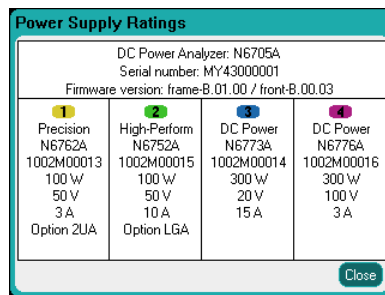 Power Supply Ratings
DC Power Analyzer: N6705A
Serial number: MY43000001
Firmware version: frame-B.01.00 / front-B.00.03
1 2 3 4
Precision High-Perform DC Power DC Power
N6762A N6752A N6773A N6776A
1002M00013 1002M00015 1002M00014 1002M00016
100 W 100 W 300 W 300 W
50 V 50 V 20 V 100 V
3 A 10 A 15 A 3 A
Option 2UA Option LGA
Close